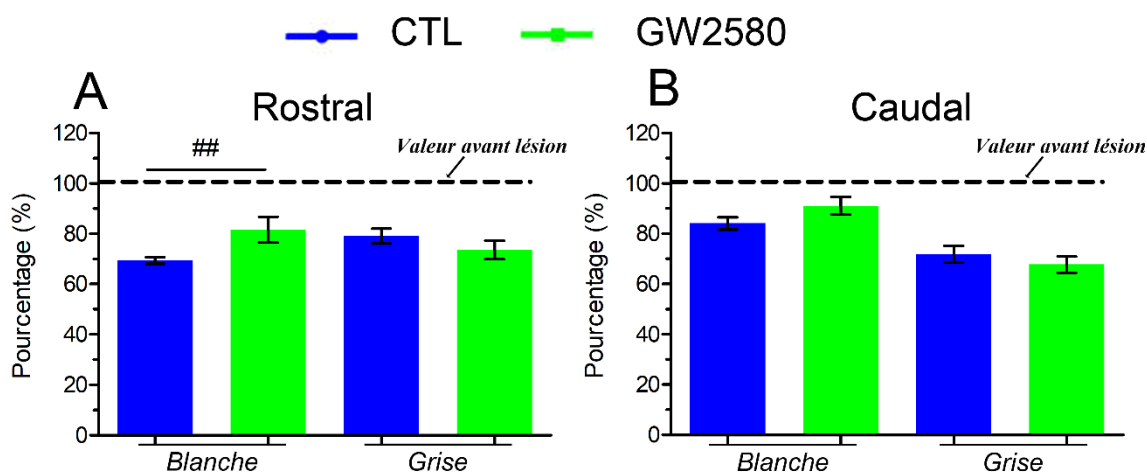 CTL GW2580
A Rostral
Pourcentage (%)
120
100
80
60
40
20
0
##
Valeur avant lésion
Blanche Grise
B Caudal
Pourcentage (%)
120
100
80
60
40
20
0
Valeur avant lésion
Blanche Grise